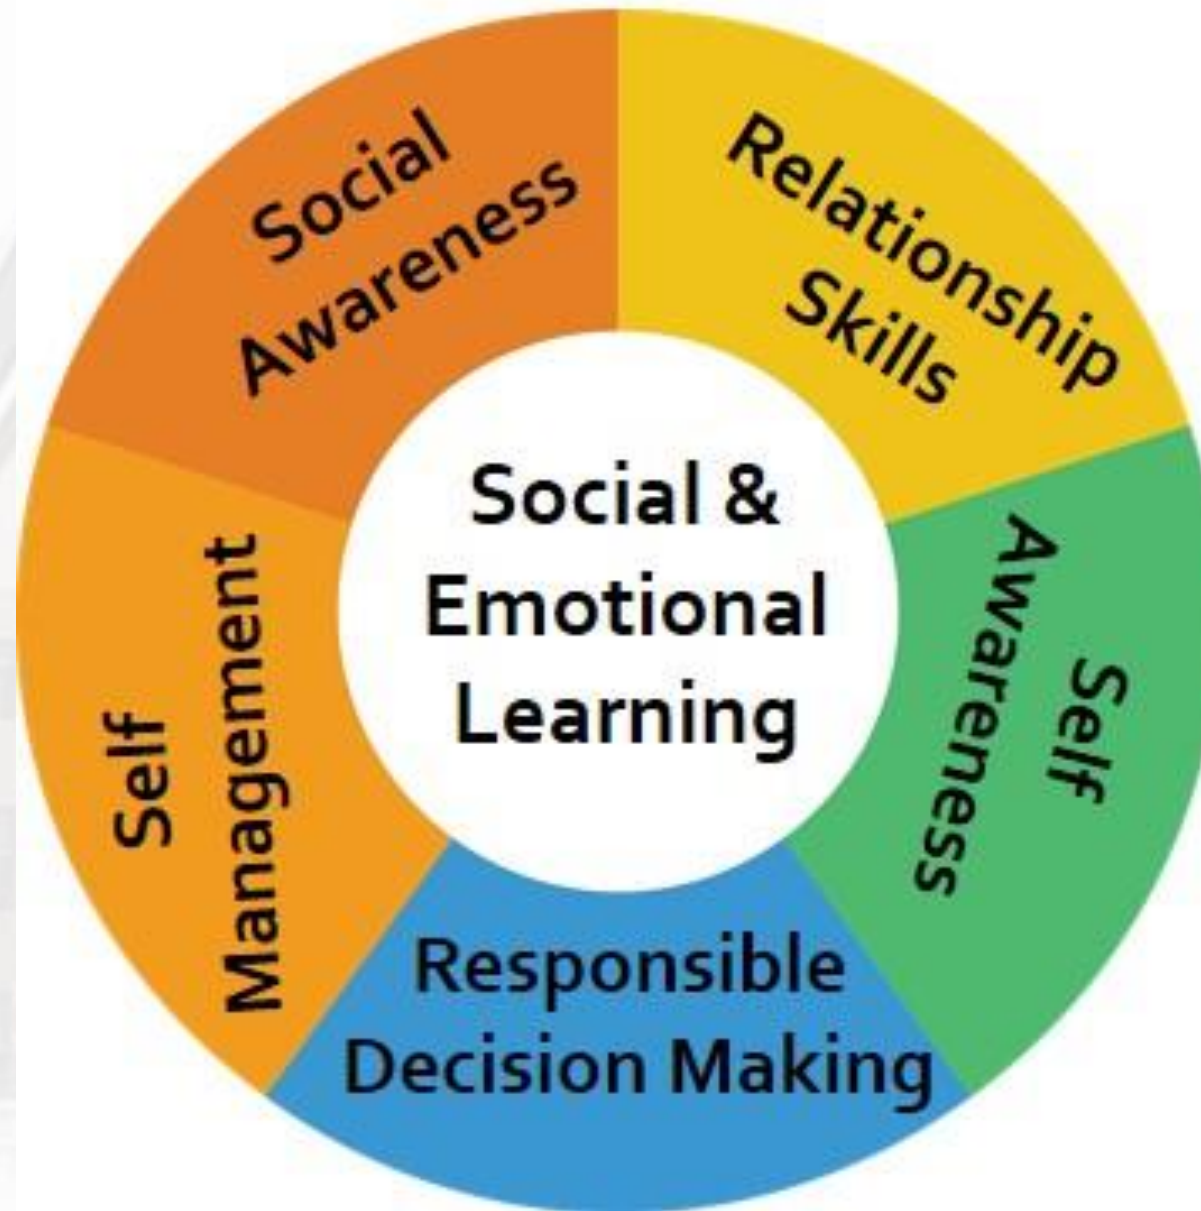 Social
Awareness
Relationship
Skills
Social &
Emotional
Learning
Self
Awareness
Self
Management
Responsible
Decision Making